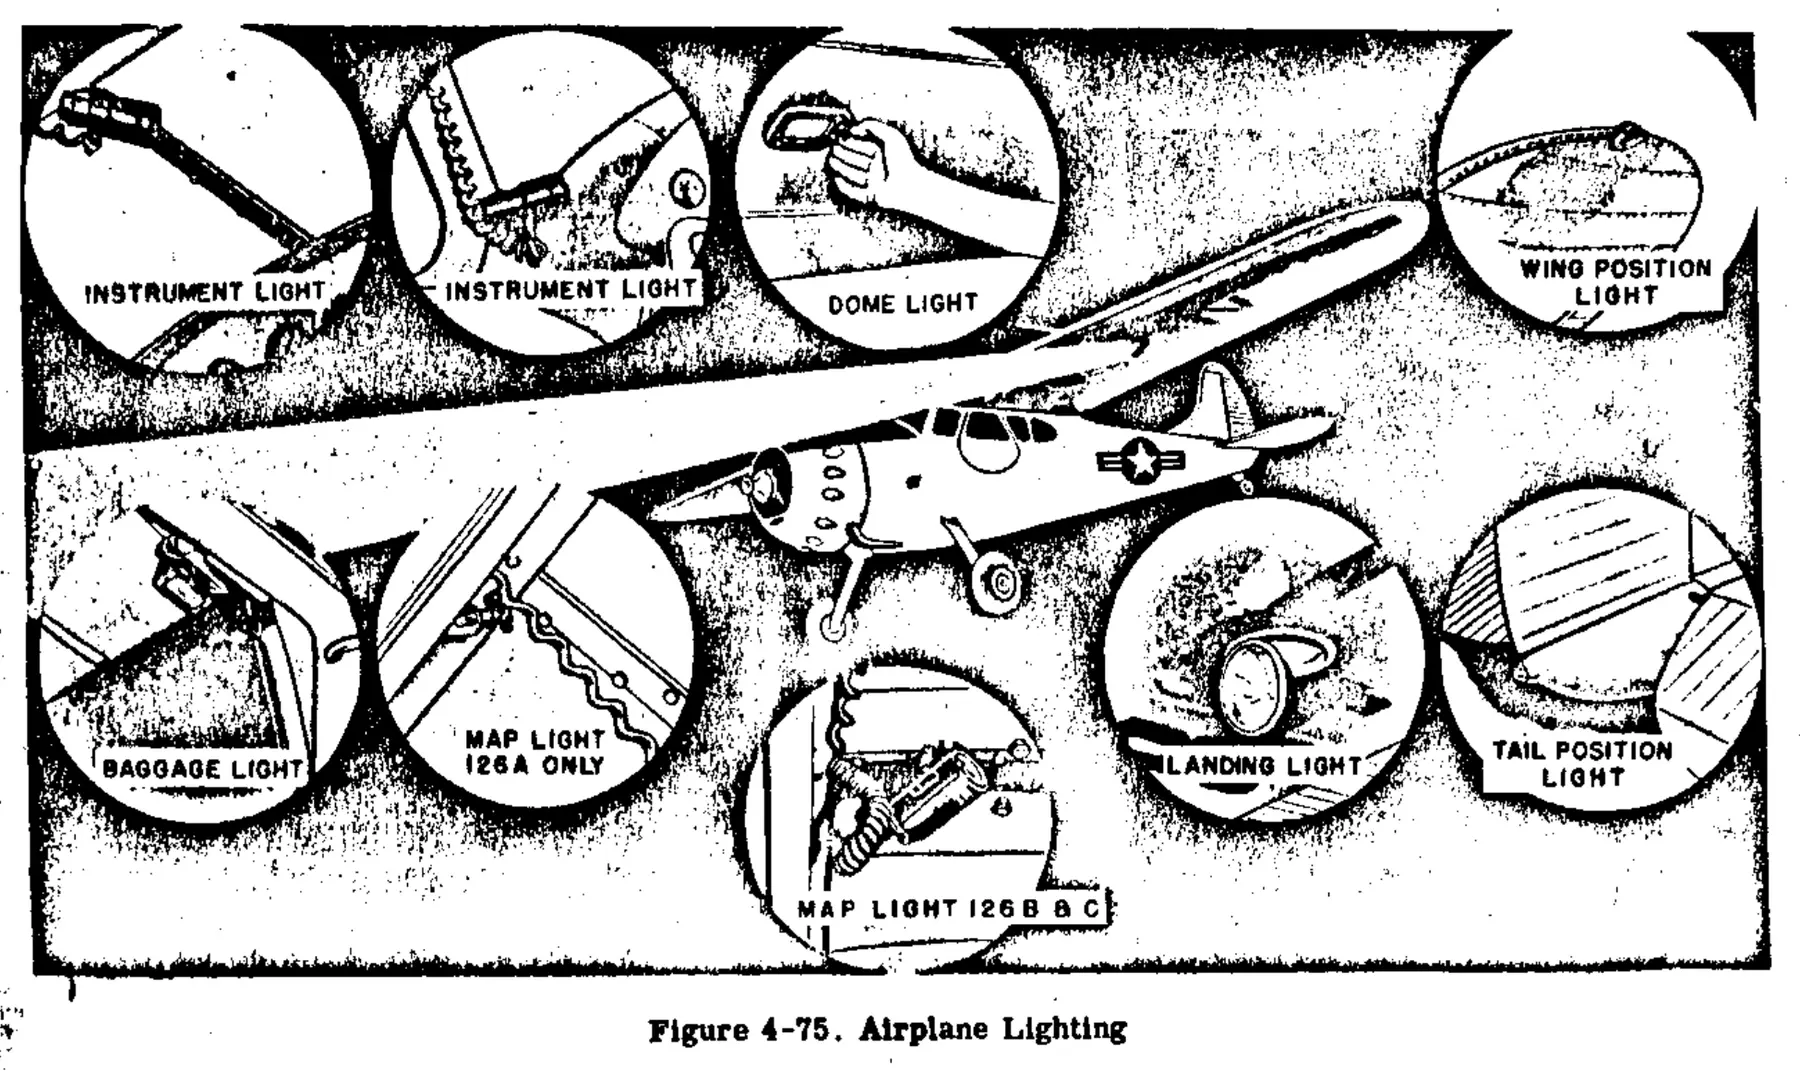 INSTRUMENT LIGHT
INSTRUMENT LIGHT
DOME LIGHT
WING POSITION
LIGHT
BAGGAGE LIGHT
MAP LIGHT
126A ONLY
MAP LIGHT 126B & C
LANDING LIGHT
TAIL POSITION
LIGHT
Figure 4-75. Airplane Lighting